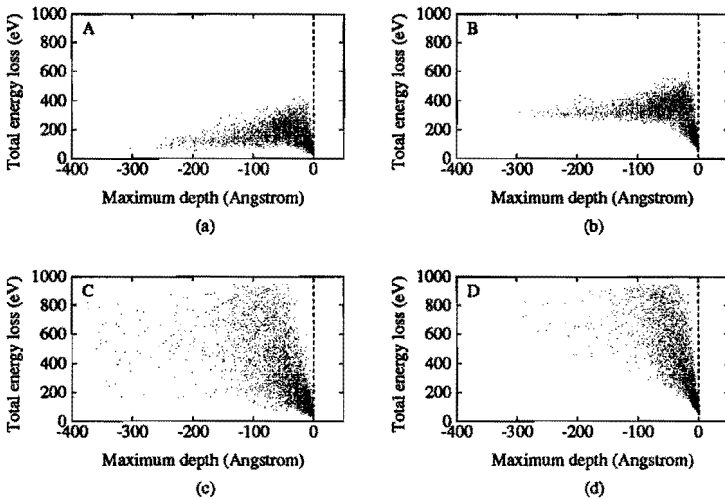 A
B
Total energy loss (eV)
1000
800
600
400
200
0
-400 -300 -200 -100 0
Maximum depth (Angstrom)
(a)
Total energy loss (eV)
1000
800
600
400
200
0
-400 -300 -200 -100 0
Maximum depth (Angstrom)
(b)
C
Total energy loss (eV)
1000
800
600
400
200
0
-400 -300 -200 -100 0
Maximum depth (Angstrom)
(c)
D
Total energy loss (eV)
1000
800
600
400
200
0
-400 -300 -200 -100 0
Maximum depth (Angstrom)
(d)